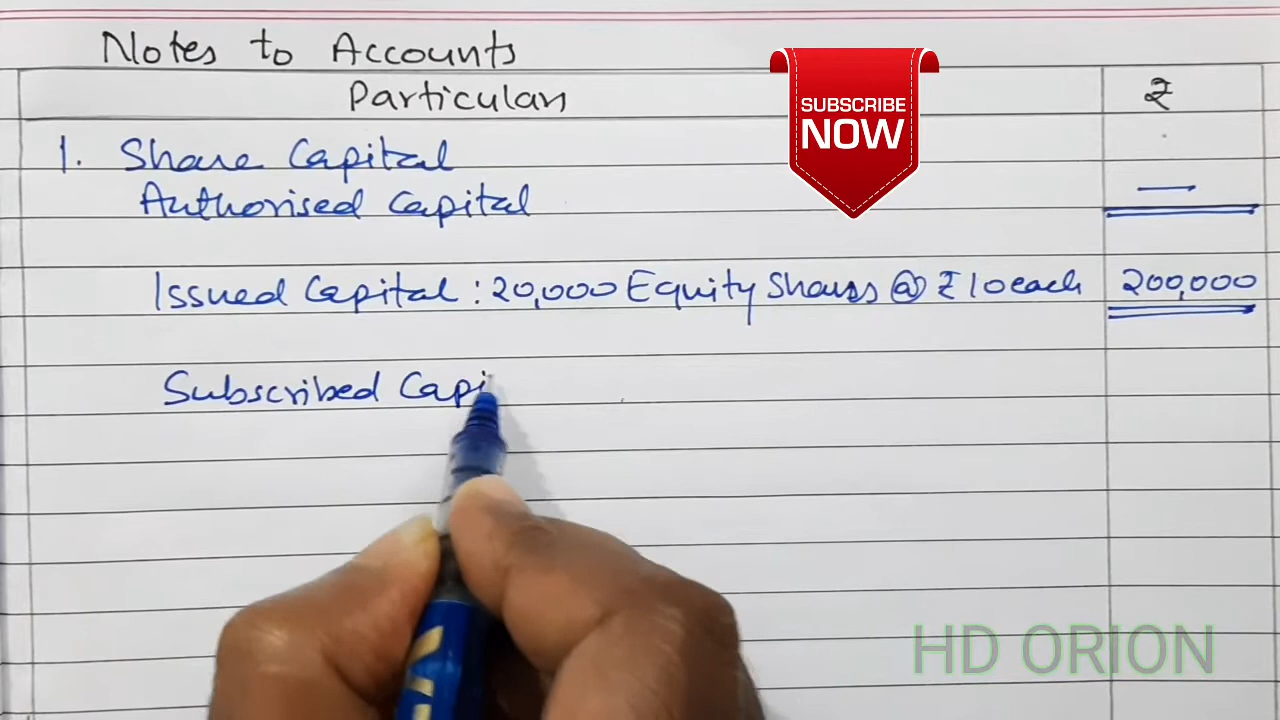 Notes to Accounts
Particulars
₹
SUBSCRIBE
NOW
1. Share Capital
Authorised Capital
—
Issued Capital : 20,000 Equity Shares @ ₹ 10 each
200,000
Subscribed Capi
HD ORION